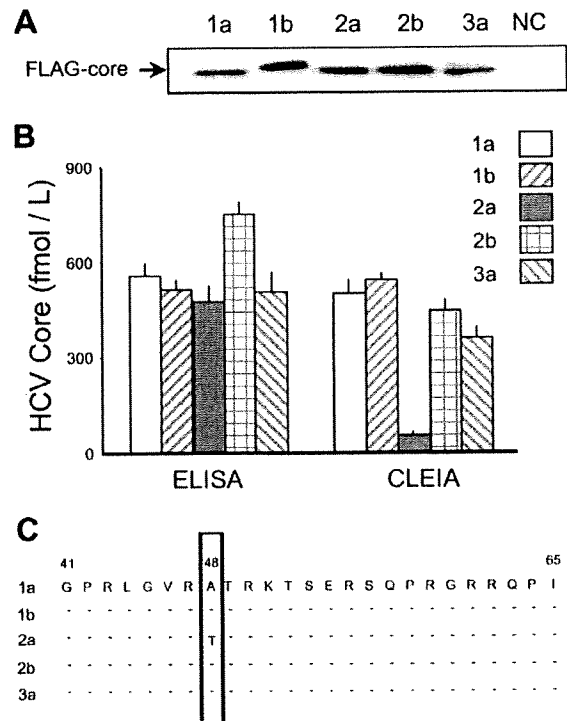 A
1a 1b 2a 2b 3a NC
FLAG-core
B
HCV Core (fmol / L)
900
600
300
0
ELISA CLEIA
1a
1b
2a
2b
3a
C
41 48 65
1a G P R L G V R A T R K T S E R S Q P R G R R Q P I
1b - - - - - - - - - - - - - - - - - - - - - - - - -
2a - - - - - - - T - - - - - - - - - - - - - - - - -
2b - - - - - - - - - - - - - - - - - - - - - - - - -
3a - - - - - - - - - - - - - - - - - - - - - - - - -